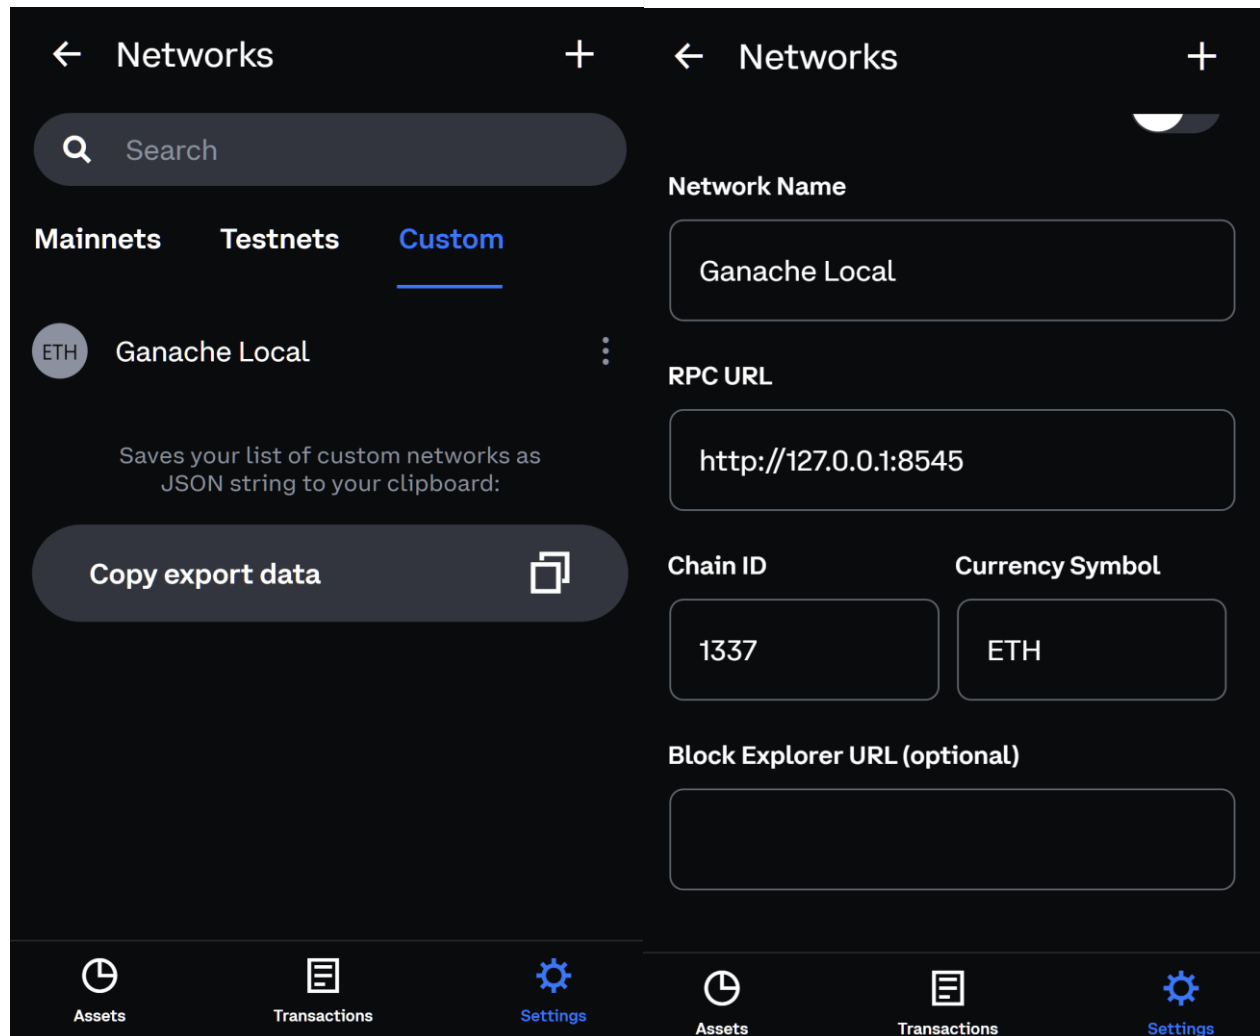 Networks
Search
Mainnets Testnets Custom
ETH Ganache Local
Saves your list of custom networks as
JSON string to your clipboard:
Copy export data
Assets Transactions Settings
Networks
Network Name
Ganache Local
RPC URL
http://127.0.0.1:8545
Chain ID Currency Symbol
1337 ETH
Block Explorer URL (optional)
Assets Transactions Settings